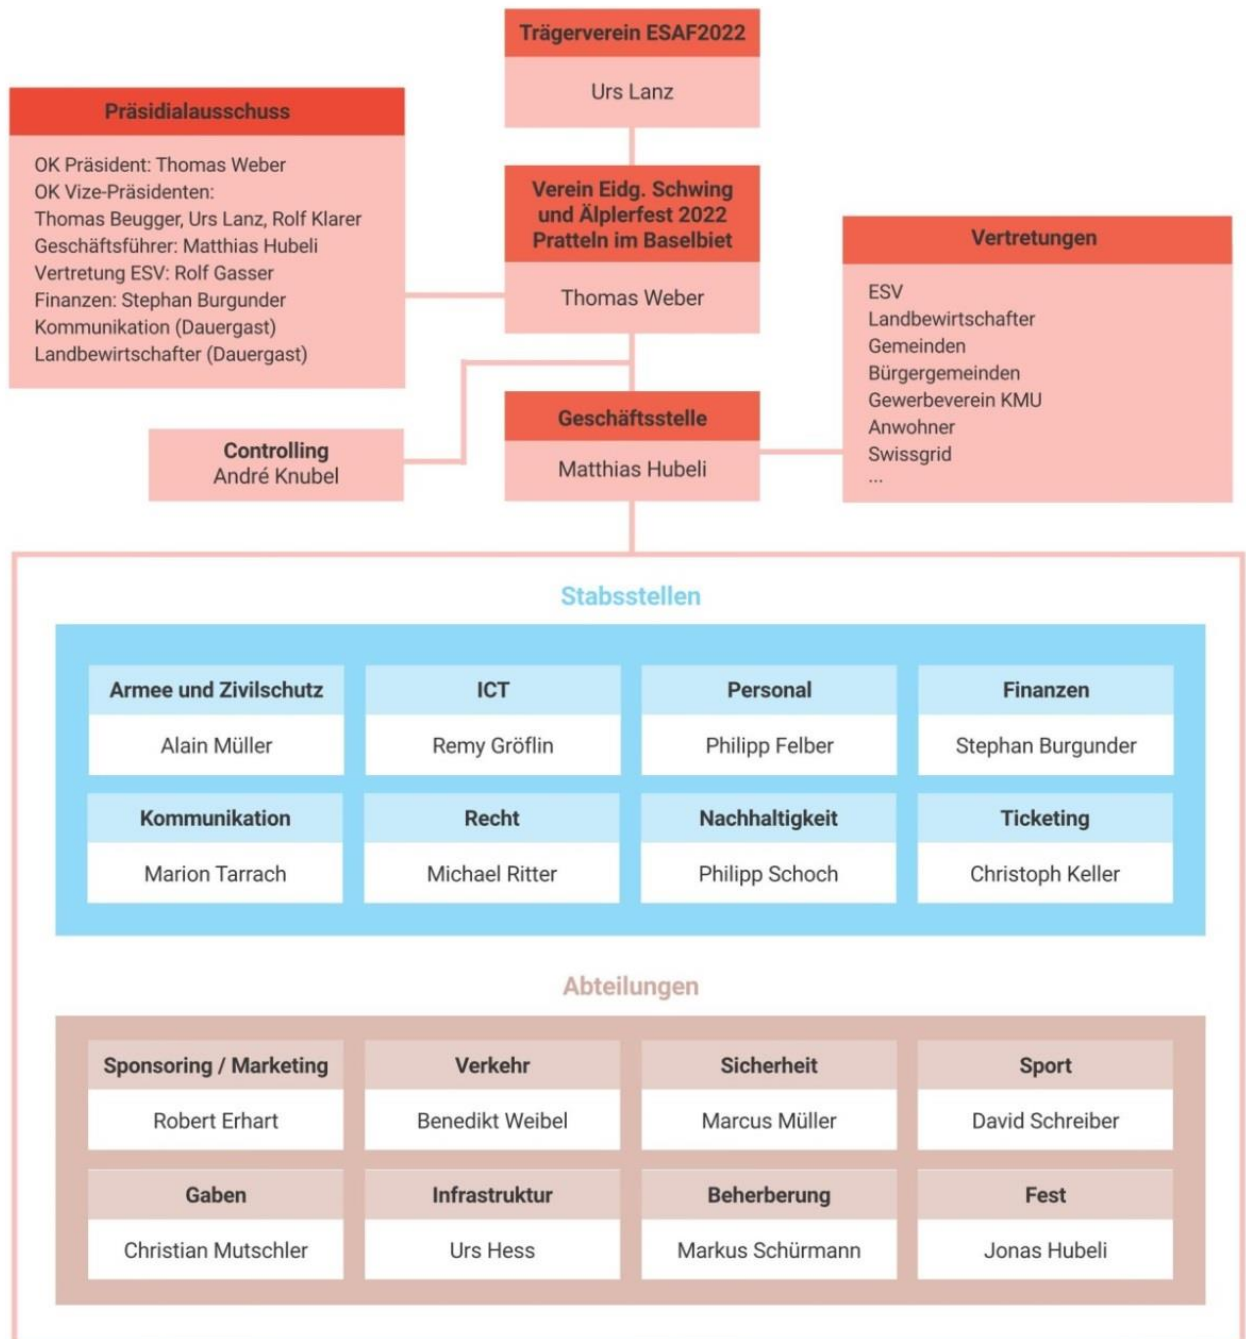 Trägerverein ESAF2022
Urs Lanz
Präsidialausschuss
OK Präsident: Thomas Weber
OK Vize-Präsidenten:
Thomas Beugger, Urs Lanz, Rolf Klarer
Geschäftsführer: Matthias Hubeli
Vertretung ESV: Rolf Gasser
Finanzen: Stephan Burgunder
Kommunikation (Dauergast)
Landbewirtschafter (Dauergast)
Verein Eidg. Schwing
und Älplerfest 2022
Pratteln im Baselbiet
Thomas Weber
Vertretungen
ESV
Landbewirtschafter
Gemeinden
Bürgergemeinden
Gewerbeverein KMU
Anwohner
Swissgrid
...
Controlling
André Knubel
Geschäftsstelle
Matthias Hubeli
Stabsstellen
Armee und Zivilschutz
Alain Müller
ICT
Remy Gröflin
Personal
Philipp Felber
Finanzen
Stephan Burgunder
Kommunikation
Marion Tarrach
Recht
Michael Ritter
Nachhaltigkeit
Philipp Schoch
Ticketing
Christoph Keller
Abteilungen
Sponsoring / Marketing
Robert Erhart
Verkehr
Benedikt Weibel
Sicherheit
Marcus Müller
Sport
David Schreiber
Gaben
Christian Mutschler
Infrastruktur
Urs Hess
Beherberung
Markus Schürmann
Fest
Jonas Hubeli